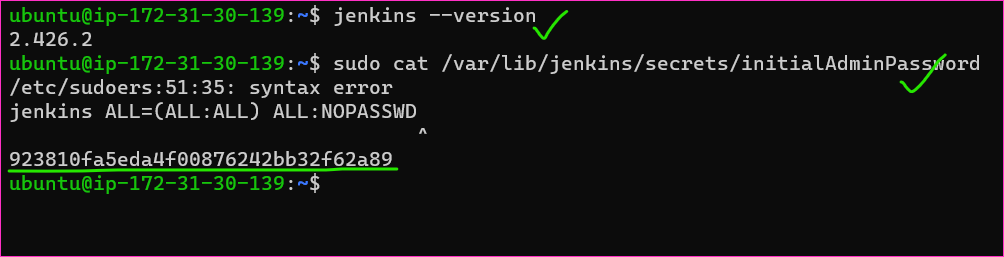 ubuntu@ip-172-31-30-139:~$ jenkins --version
2.426.2
ubuntu@ip-172-31-30-139:~$ sudo cat /var/lib/jenkins/secrets/initialAdminPassword
/etc/sudoers:51:35: syntax error
jenkins ALL=(ALL:ALL) ALL:NOPASSWD
^
923810fa5eda4f00876242bb32f62a89
ubuntu@ip-172-31-30-139:~$